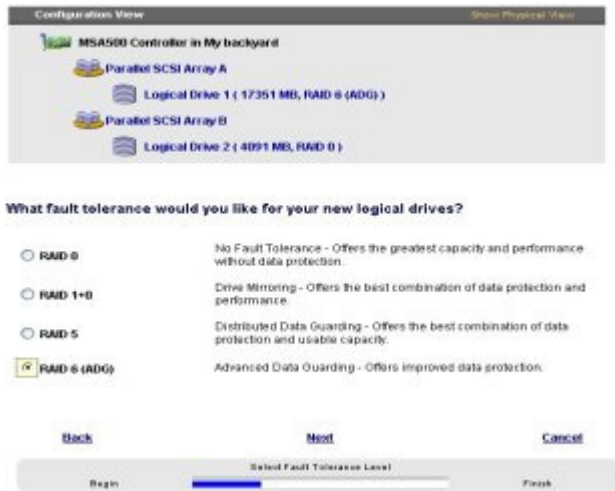 Configuration View
Show Physical View
MSA500 Controller in My backyard
Parallel SCSI Array A
Logical Drive 1 ( 17351 MB, RAID 6 (ADG) )
Parallel SCSI Array B
Logical Drive 2 ( 4091 MB, RAID 0 )
What fault tolerance would you like for your new logical drives?
RAID 0
No Fault Tolerance - Offers the greatest capacity and performance
without data protection.
RAID 1+0
Drive Mirroring - Offers the best combination of data protection and
performance.
RAID 5
Distributed Data Guarding - Offers the best combination of data
protection and usable capacity.
RAID 6 (ADG)
Advanced Data Guarding - Offers improved data protection.
Back
Next
Cancel
Select Fault Tolerance Level
Begin
Finish